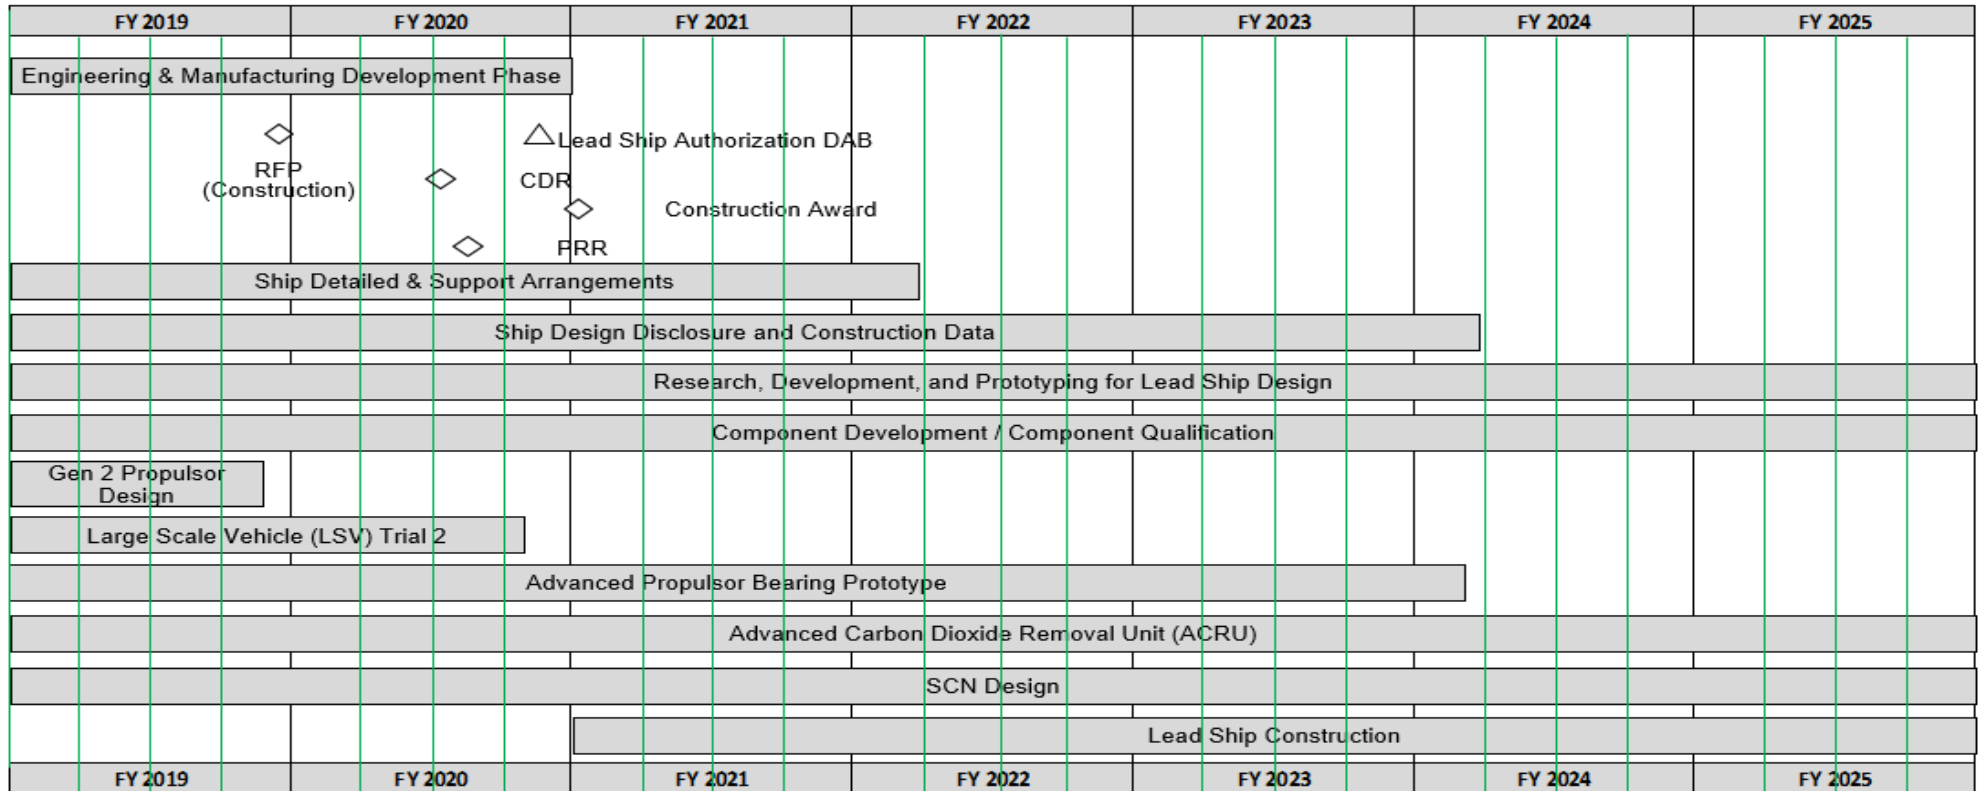 FY 2019 FY 2020 FY 2021 FY 2022 FY 2023 FY 2024 FY 2025
Engineering & Manufacturing Development Phase
Lead Ship Authorization DAB
RFP
(Construction)
CDR
Construction Award
PRR
Ship Detailed & Support Arrangements
Ship Design Disclosure and Construction Data
Research, Development, and Prototyping for Lead Ship Design
Component Development / Component Qualification
Gen 2 Propulsor
Design
Large Scale Vehicle (LSV) Trial 2
Advanced Propulsor Bearing Prototype
Advanced Carbon Dioxide Removal Unit (ACRU)
SCN Design
Lead Ship Construction
FY 2019 FY 2020 FY 2021 FY 2022 FY 2023 FY 2024 FY 2025